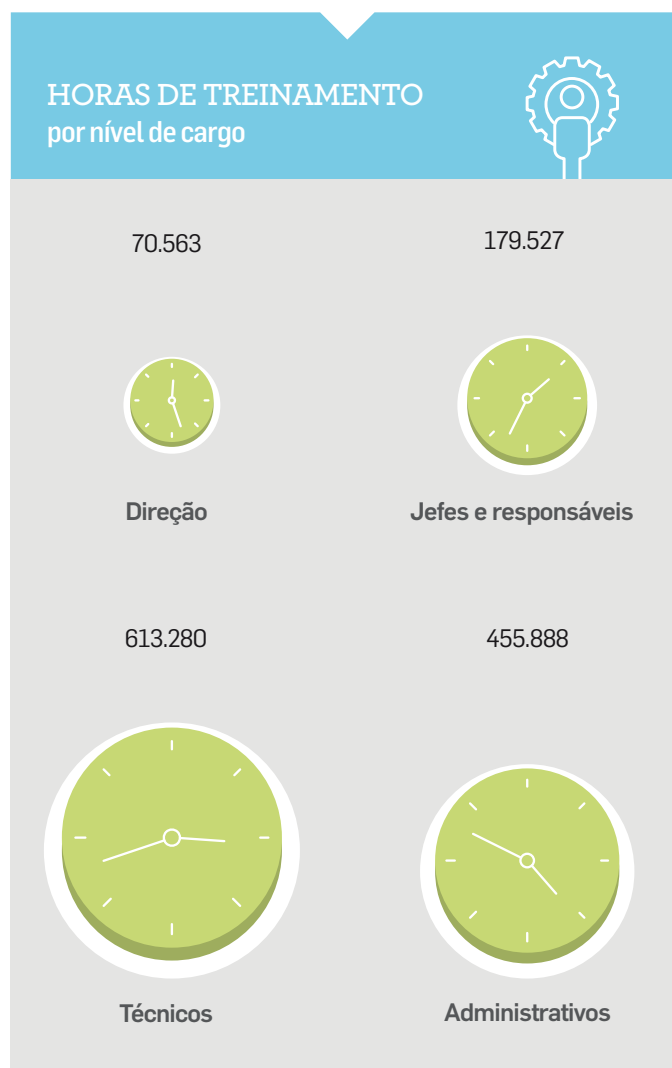 HORAS DE TREINAMENTO
por nível de cargo
70.563
179.527
Direção
Jefes e responsáveis
613.280
455.888
Técnicos
Administrativos